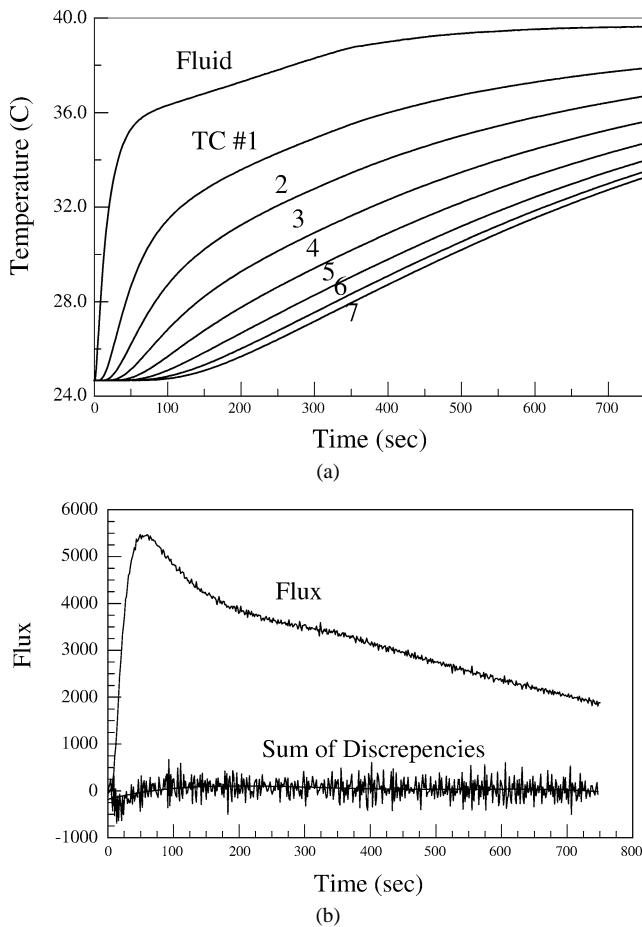 40.0
Fluid
36.0
TC #1
2
32.0
3
4
5
28.0
6
7
24.0
0 100 200 300 400 500 600 700
Temperature (C)
Time (sec)
(a)
6000
5000
4000
Flux
3000
2000
1000
Sum of Discrepencies
0
-1000
0 100 200 300 400 500 600 700 800
Flux
Time (sec)
(b)